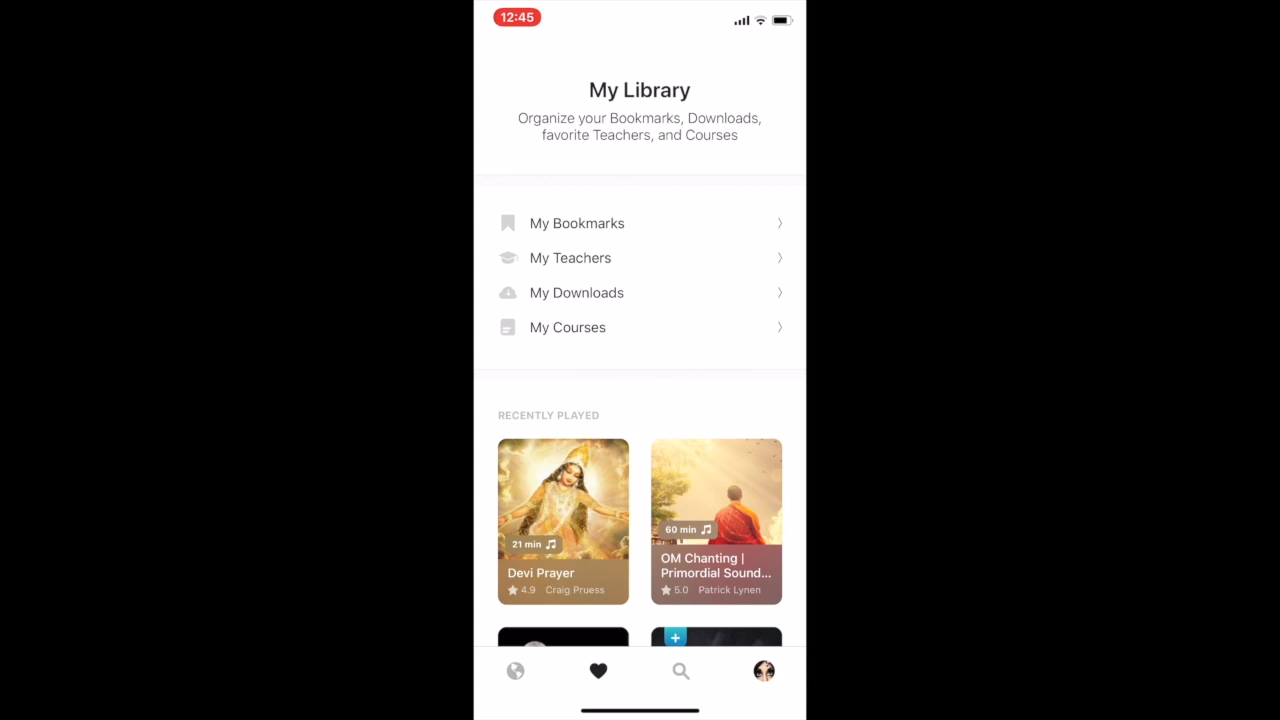 12:45
My Library
Organize your Bookmarks, Downloads,
favorite Teachers, and Courses
My Bookmarks
My Teachers
My Downloads
My Courses
RECENTLY PLAYED
21 min
Devi Prayer
4.9 Craig Pruess
60 min
OM Chanting |
Primordial Sound...
5.0 Patrick Lynen